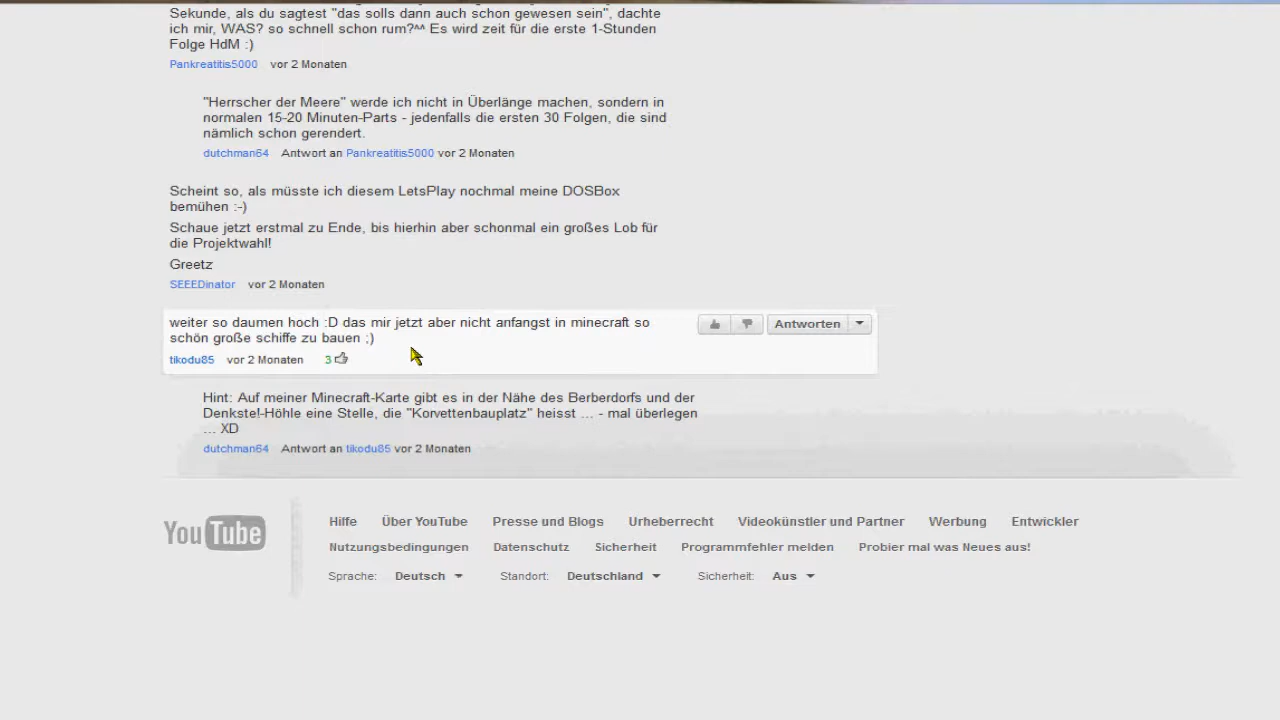 Sekunde, als du sagtest "das solls dann auch schon gewesen sein", dachte
ich mir, WAS? so schnell schon rum?^^ Es wird zeit für die erste 1-Stunden
Folge HdM :)
Pankreatitis5000 vor 2 Monaten
"Herrscher der Meere" werde ich nicht in Überlänge machen, sondern in
normalen 15-20 Minuten-Parts - jedenfalls die ersten 30 Folgen, die sind
nämlich schon gerendert.
dutchman64 Antwort an Pankreatitis5000 vor 2 Monaten
Scheint so, als müsste ich diesem LetsPlay nochmal meine DOSBox
bemühen :-)
Schaue jetzt erstmal zu Ende, bis hierhin aber schonmal ein großes Lob für
die Projektwahl!
Greetz
SEEEDinator vor 2 Monaten
weiter so daumen hoch :D das mir jetzt aber nicht anfangst in minecraft so
schön große schiffe zu bauen ;)
Antworten
tikodu85 vor 2 Monaten 3
Hint: Auf meiner Minecraft-Karte gibt es in der Nähe des Berberdorfs und der
Denkste!-Höhle eine Stelle, die "Korvettenbauplatz" heisst ... - mal überlegen
... XD
dutchman64 Antwort an tikodu85 vor 2 Monaten
YouTube
Hilfe Über YouTube Presse und Blogs Urheberrecht Videokünstler und Partner Werbung Entwickler
Nutzungsbedingungen Datenschutz Sicherheit Programmfehler melden Probier mal was Neues aus!
Sprache: Deutsch Standort: Deutschland Sicherheit: Aus